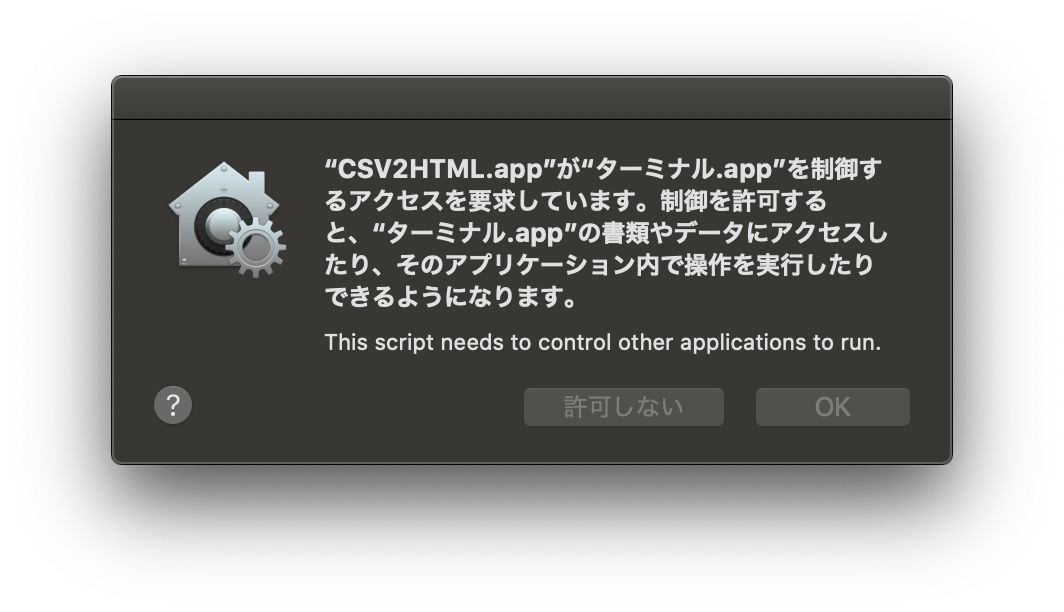 “CSV2HTML.app”が“ターミナル.app”を制御す
るアクセスを要求しています。制御を許可する
と、“ターミナル.app”の書類やデータにアクセスし
たり、そのアプリケーション内で操作を実行したり
できるようになります。
This script needs to control other applications to run.
?
許可しない
OK